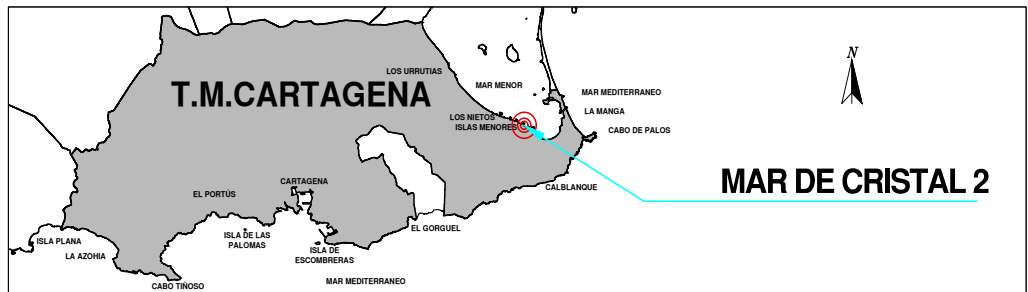 N
LOS URRUTIAS
T.M.CARTAGENA
MAR MENOR
MAR MEDITERRANEO
LA MANGA
LOS NIETOS
ISLAS MENORES
CABO DE PALOS
MAR DE CRISTAL 2
CARTAGENA
CALBLANQUE
EL PORTÚS
EL GORGUEL
ISLA DE LAS
PALOMAS
ISLA PLANA
LA AZOHIA
ISLA DE
ESCOMBRERAS
MAR MEDITERRANEO
CABO TIÑOSO